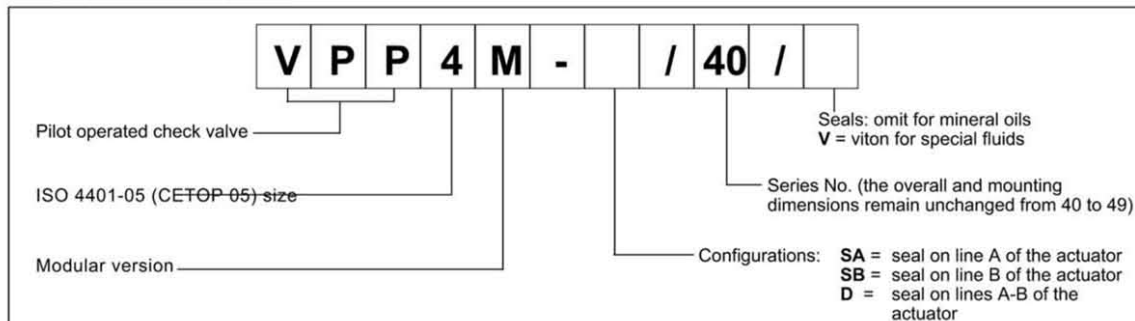 V P P 4 M - / 40 /
Pilot operated check valve
ISO 4401-05 (CETOP 05) size
Modular version
Seals: omit for mineral oils
V = viton for special fluids
Series No. (the overall and mounting
dimensions remain unchanged from 40 to 49)
Configurations: SA = seal on line A of the actuator
SB = seal on line B of the actuator
D = seal on lines A-B of the
actuator